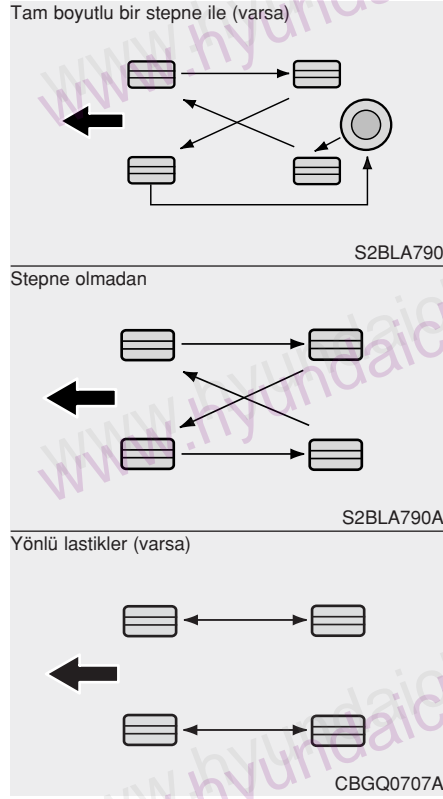 Tam boyutlu bir stepne ile (varsa)
S2BLA790
Stepne olmadan
S2BLA790A
Yönlü lastikler (varsa)
CBGQ0707A